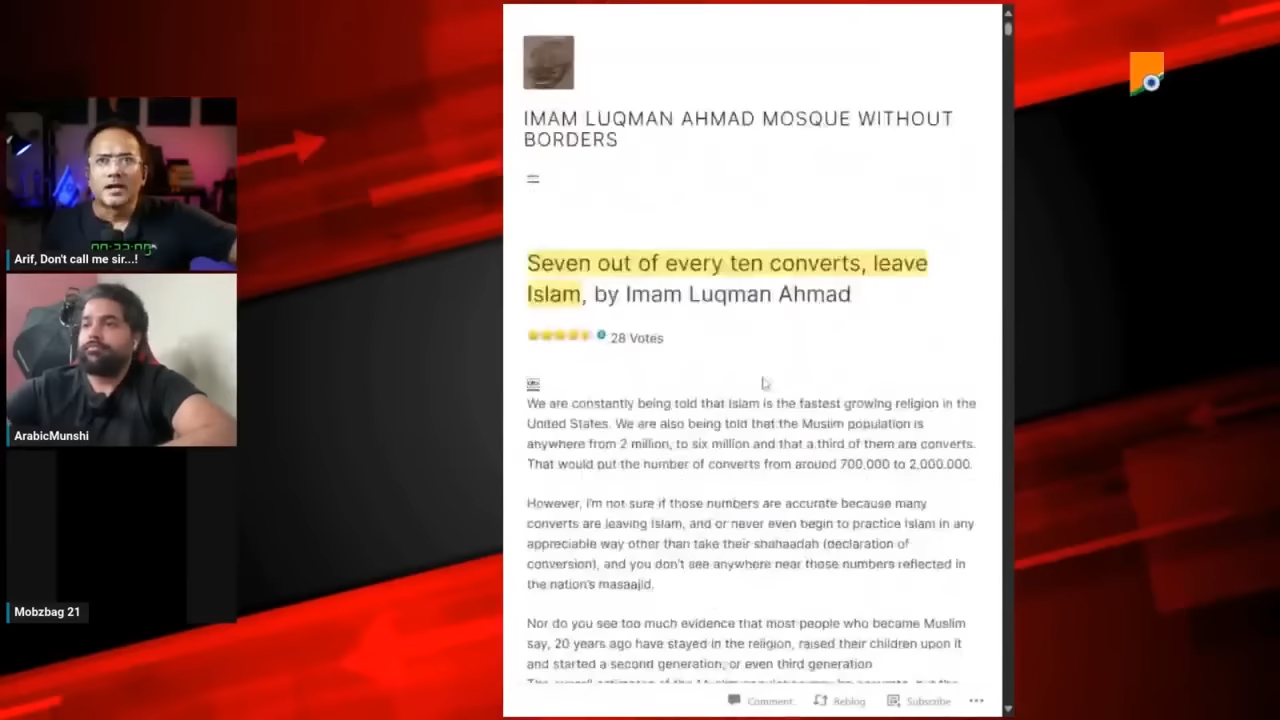 IMAM LUQMAN AHMAD MOSQUE WITHOUT
BORDERS
Seven out of every ten converts, leave
Islam, by Imam Luqman Ahmad
28 Votes
We are constantly being told that Islam is the fastest growing religion in the
United States. We are also being told that the Muslim population is
anywhere from 2 million, to six million and that a third of them are converts.
That would put the number of converts from around 700,000 to 2,000.000.
However, I'm not sure if those numbers are accurate because many
converts are leaving Islam, and or never even begin to practice Islam in any
appreciable way other than take their shahaadah (declaration of
conversion), and you don't see anywhere near those numbers reflected in
the nation's masaajid.
Nor do you see too much evidence that most people who became Muslim
say, 20 years ago have stayed in the religion, raised their children upon it
and started a second generation, or even third generation
Comment
Reblog
Subscribe
00:33:00
Arif, Don't call me sir...!
ArabicMunshi
Mobzbag 21